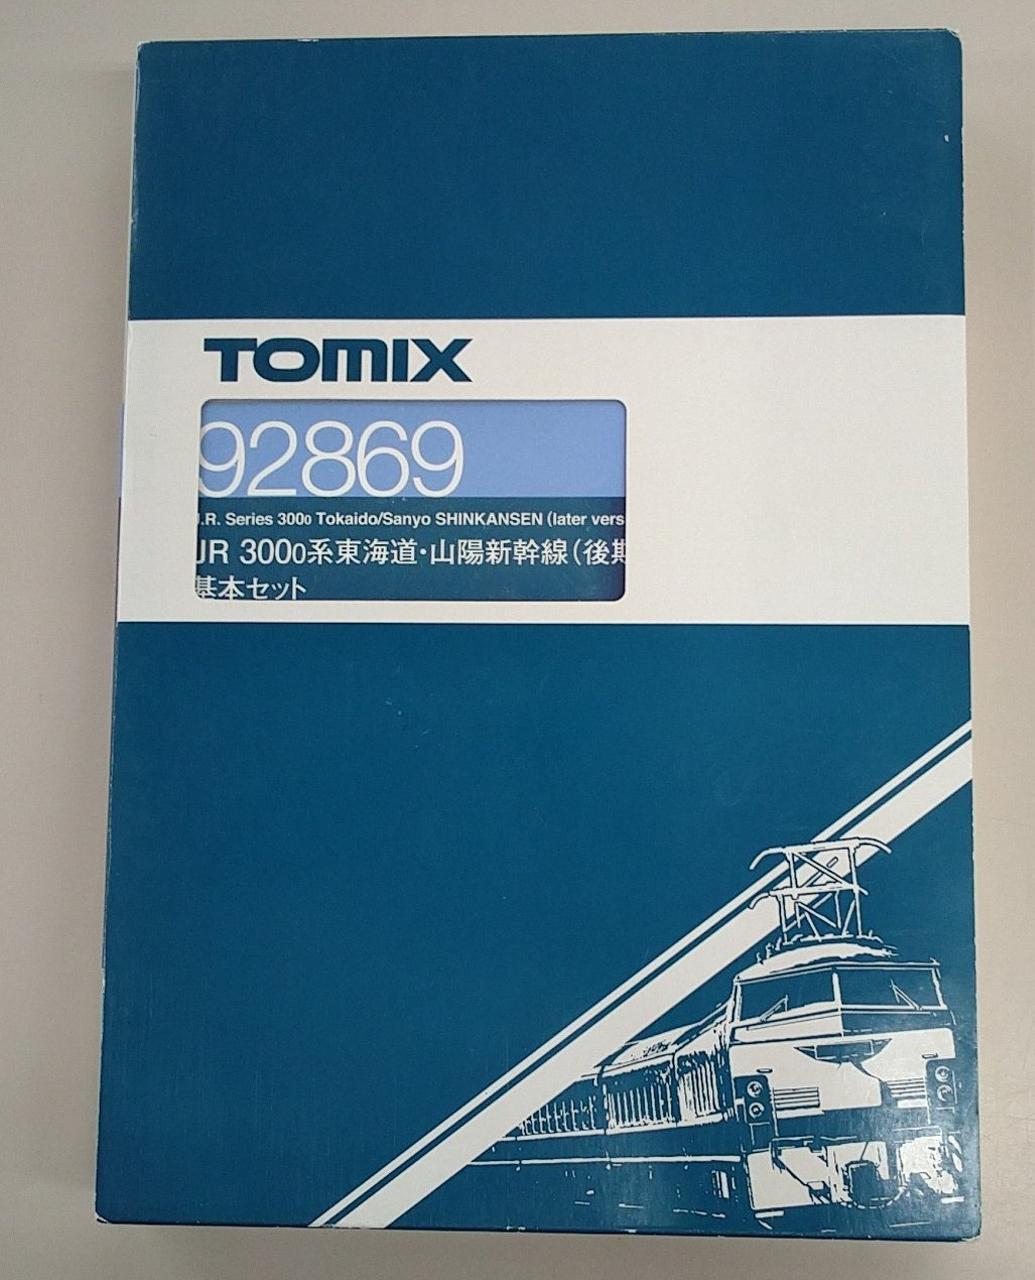 TOMIX
92869
J.R. Series 3000 Tokaido/Sanyo SHINKANSEN (later vers
JR 3000系東海道・山陽新幹線(後期
基本セット